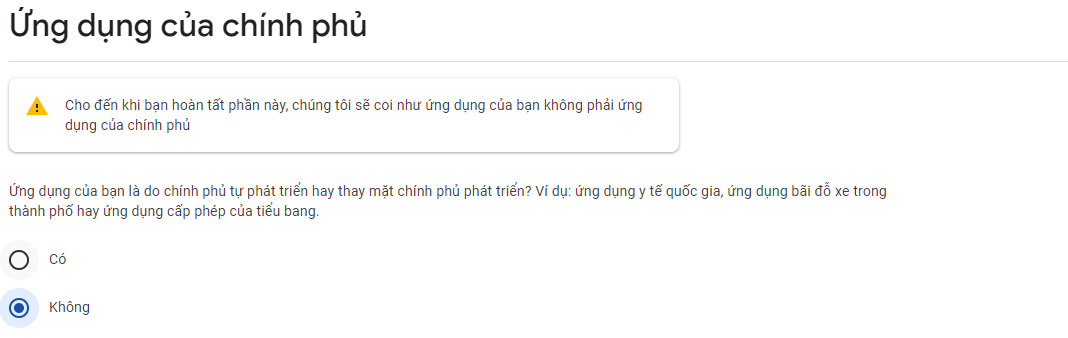 Ứng dụng của chính phủ
Cho đến khi bạn hoàn tất phần này, chúng tôi sẽ coi như ứng dụng của bạn không phải ứng
dụng của chính phủ
Ứng dụng của bạn là do chính phủ tự phát triển hay thay mặt chính phủ phát triển? Ví dụ: ứng dụng y tế quốc gia, ứng dụng bãi đỗ xe trong
thành phố hay ứng dụng cấp phép của tiểu bang.
Có
Không